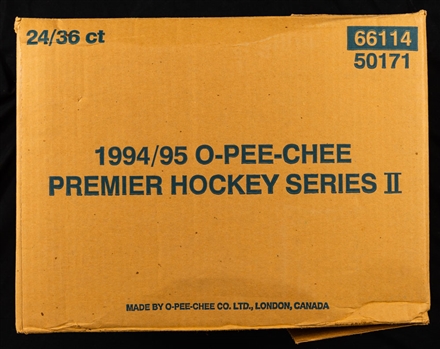 24/36 ct
66114
50171
1994/95 O-PEE-CHEE
PREMIER HOCKEY SERIES II
MADE BY O-PEE-CHEE CO. LTD., LONDON, CANADA